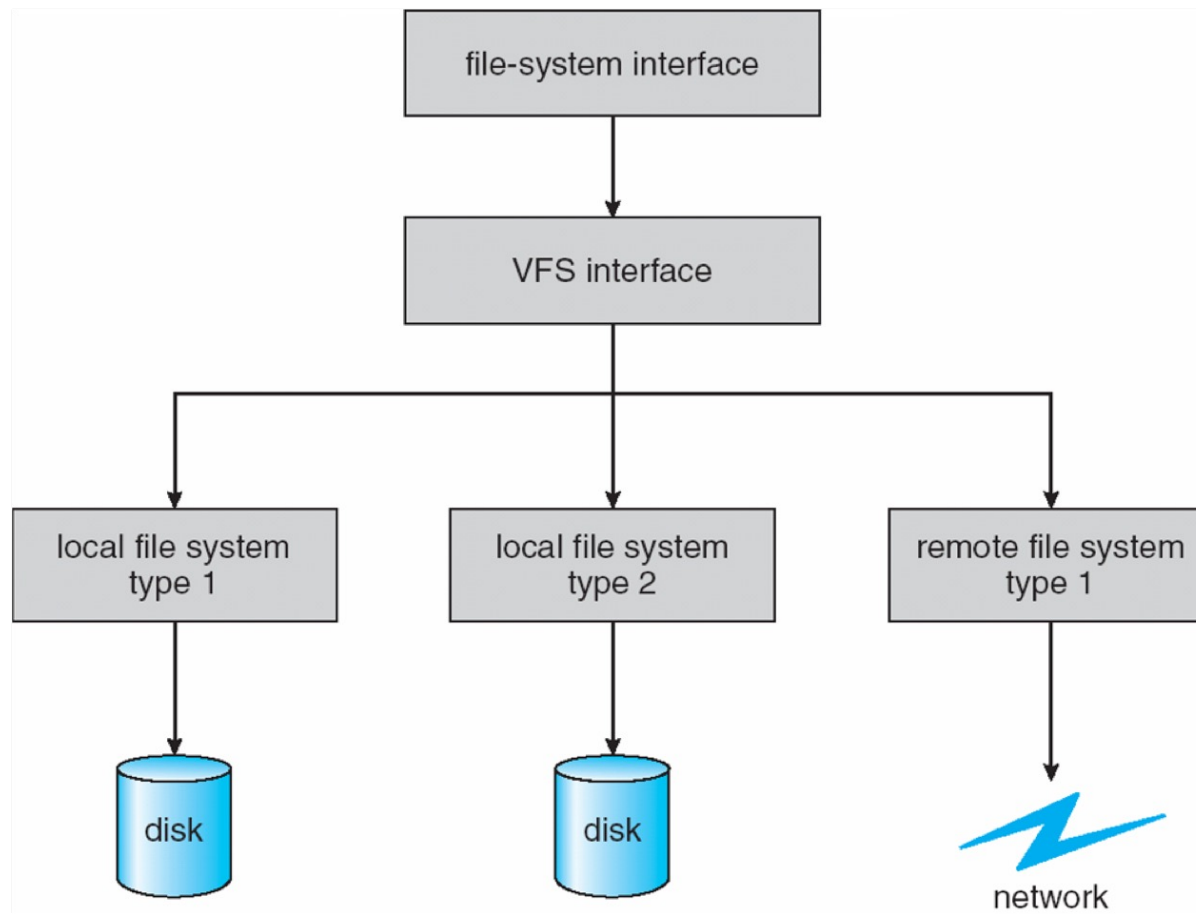 file-system interface
VFS interface
local file system
type 1
local file system
type 2
remote file system
type 1
disk
disk
network